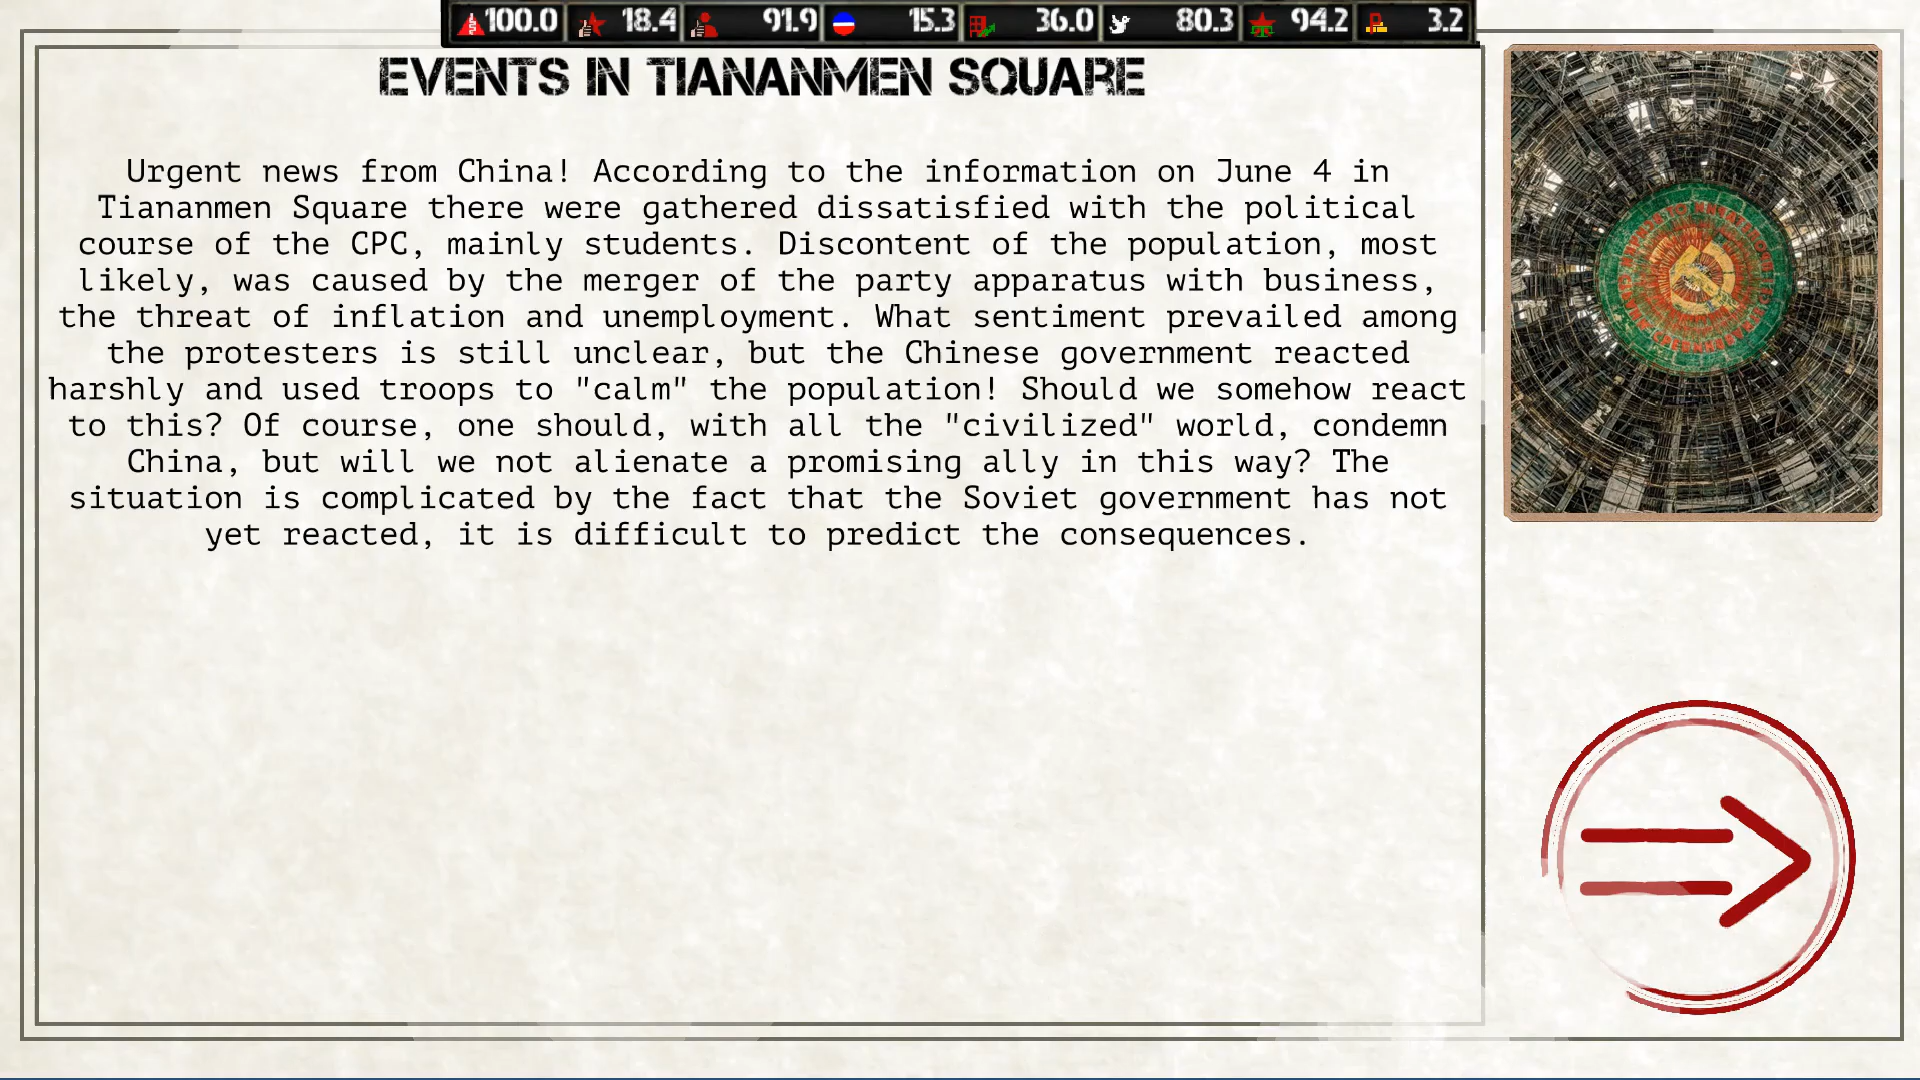 100.0 18.4 91.9 15.3 36.0 80.3 94.2 3.2
EVENTS IN TIANANMEN SQUARE
Urgent news from China! According to the information on June 4 in
Tiananmen Square there were gathered dissatisfied with the political
course of the CPC, mainly students. Discontent of the population, most
likely, was caused by the merger of the party apparatus with business,
the threat of inflation and unemployment. What sentiment prevailed among
the protesters is still unclear, but the Chinese government reacted
harshly and used troops to "calm" the population! Should we somehow react
to this? Of course, one should, with all the "civilized" world, condemn
China, but will we not alienate a promising ally in this way? The
situation is complicated by the fact that the Soviet government has not
yet reacted, it is difficult to predict the consequences.